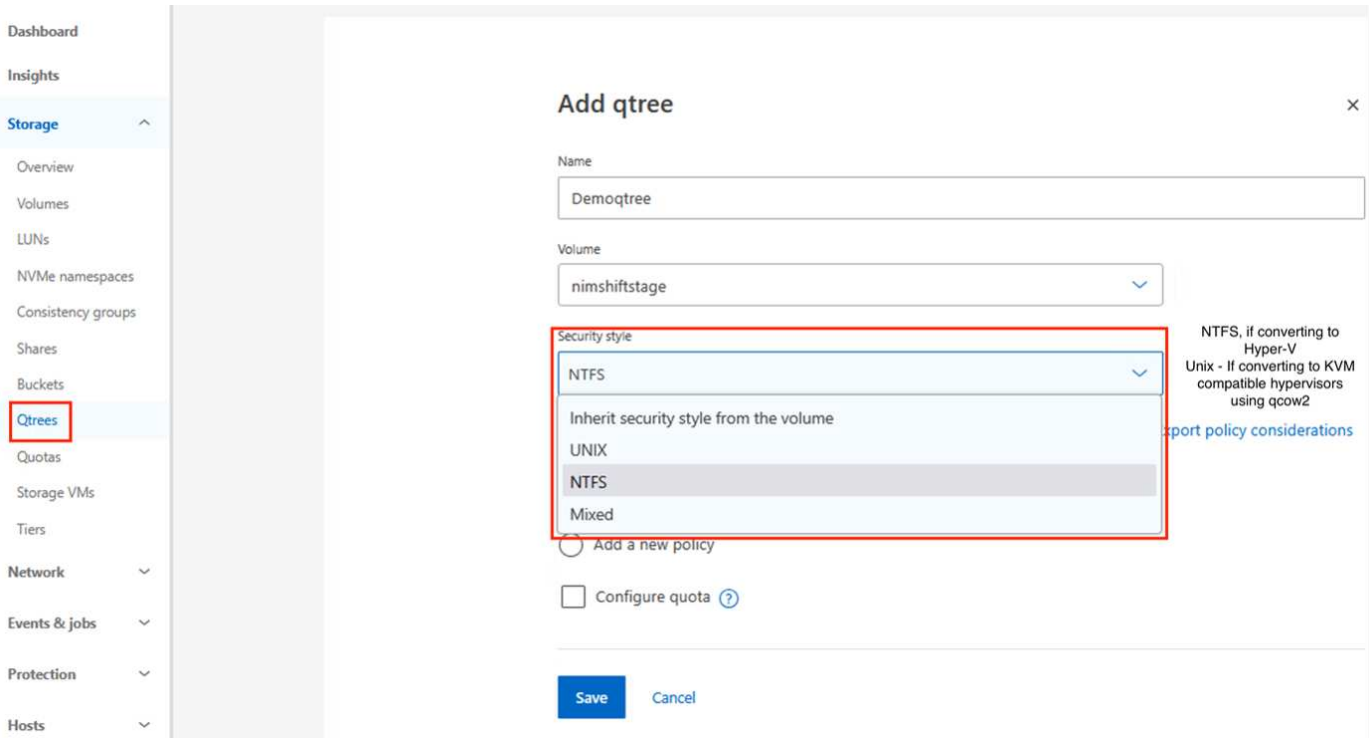 Dashboard
Insights
Storage
Overview
Volumes
LUNs
NVMe namespaces
Consistency groups
Shares
Buckets
Qtrees
Quotas
Storage VMs
Tiers
Network
Events & jobs
Protection
Hosts
Add qtree
Name
Demoqtree
Volume
nimshiftstage
Security style
NTFS
Inherit security style from the volume
UNIX
NTFS
Mixed
NTFS, if converting to
Hyper-V
Unix - If converting to KVM
compatible hypervisors
using qcow2
xport policy considerations
Add a new policy
Configure quota ?
Save Cancel